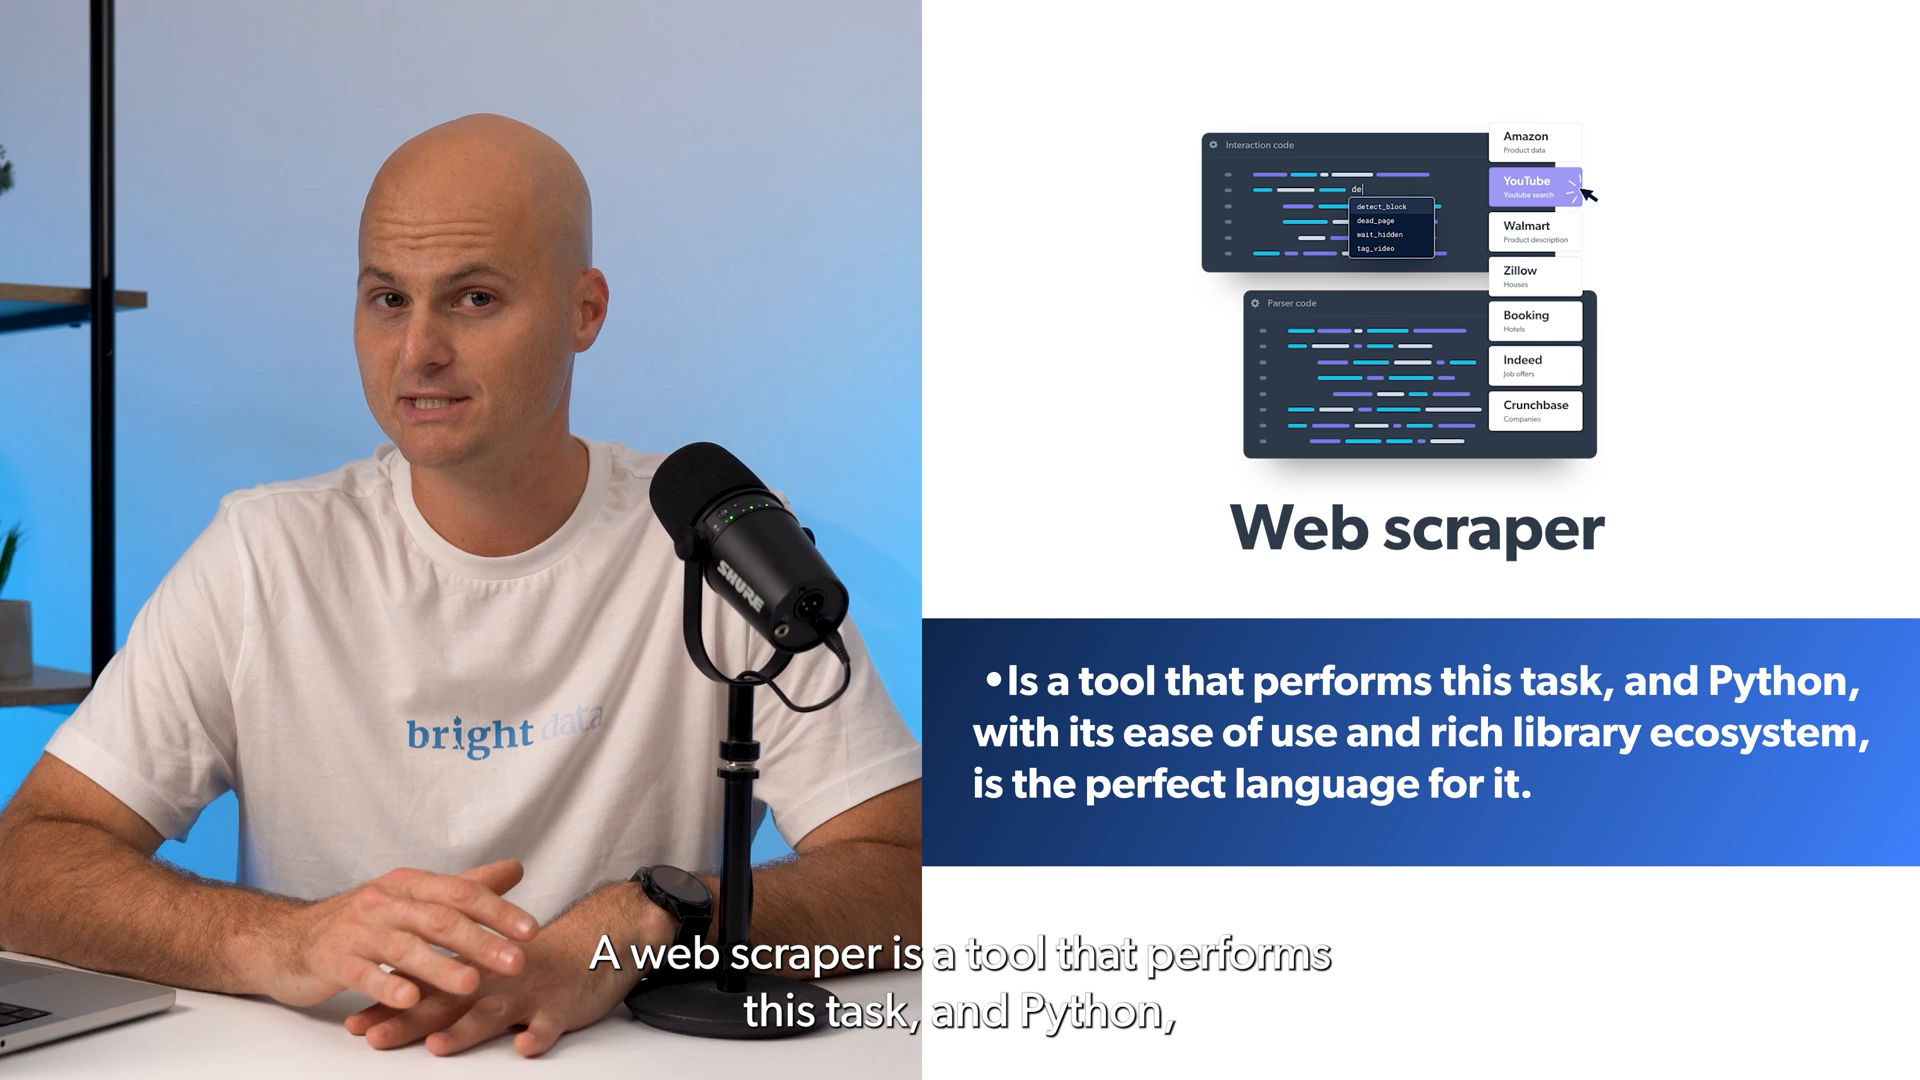 bright data
SHURE
Interaction code
de
detect_block
dead_page
wait_hidden
tag_video
Parser code
Amazon
Product data
YouTube
Youtube search
Walmart
Product description
Zillow
Houses
Booking
Hotels
Indeed
Job offers
Crunchbase
Companies
Web scraper
•Is a tool that performs this task, and Python,
with its ease of use and rich library ecosystem,
is the perfect language for it.
A web scraper is a tool that performs
this task, and Python,